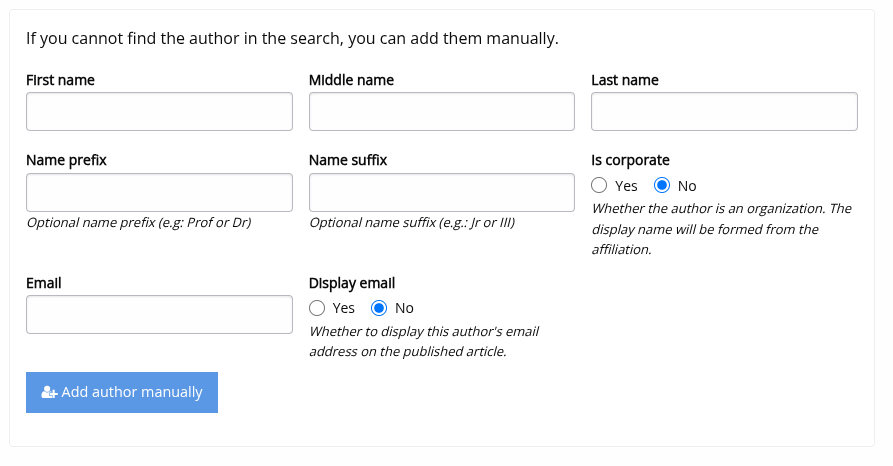 If you cannot find the author in the search, you can add them manually.
First name
Middle name
Last name
Name prefix
Name suffix
Is corporate
Yes
No
Optional name prefix (e.g: Prof or Dr)
Optional name suffix (e.g.: Jr or III)
Whether the author is an organization. The
display name will be formed from the
affiliation.
Email
Display email
Yes
No
Whether to display this author's email
address on the published article.
Add author manually